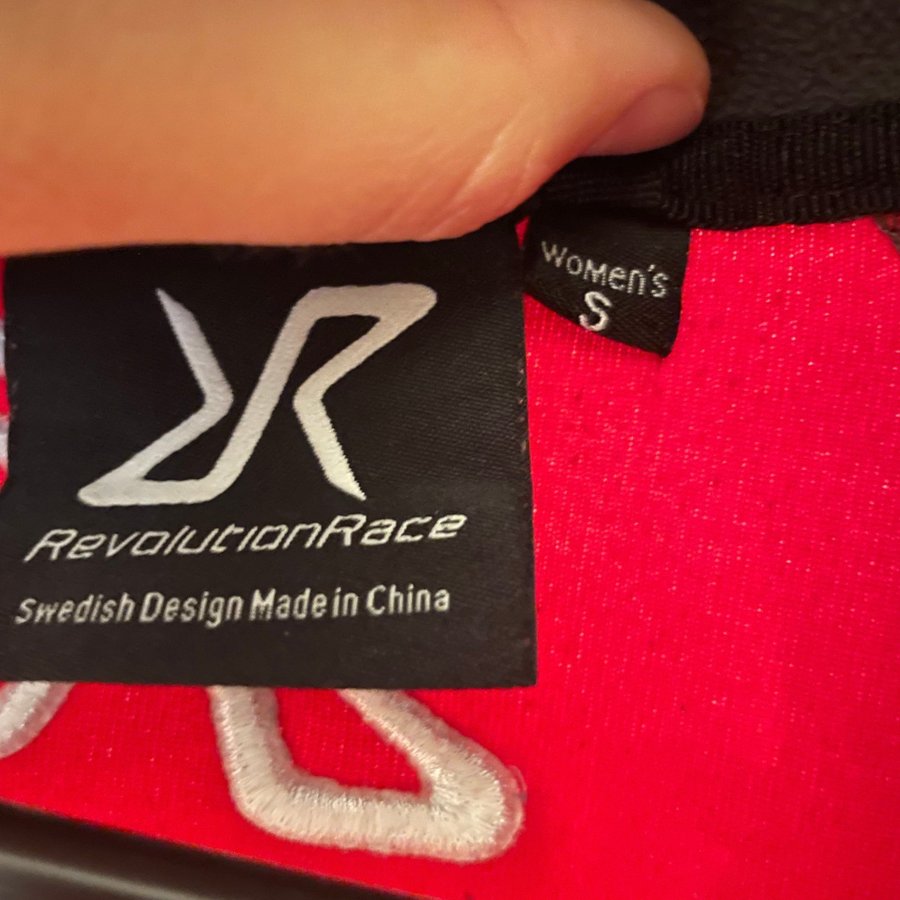 RevolutionRace
Swedish Design Made in China
Women's
S